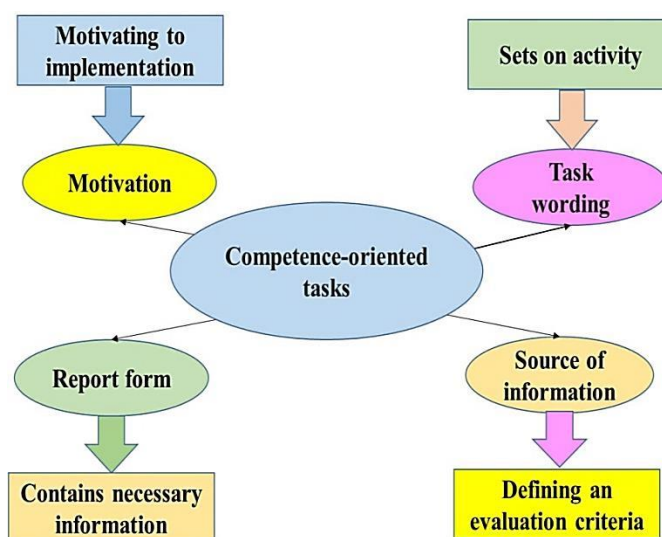 Motivating to
implementation
Sets on activity
Motivation
Task
wording
Competence-oriented
tasks
Report form
Source of
information
Contains necessary
information
Defining an
evaluation criteria